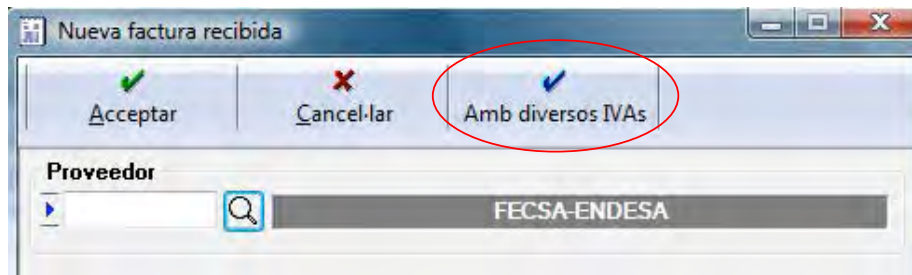 Nueva factura recibida
Acceptar Cancel·lar Amb diversos IVAs
Proveedor
FECSA-ENDESA